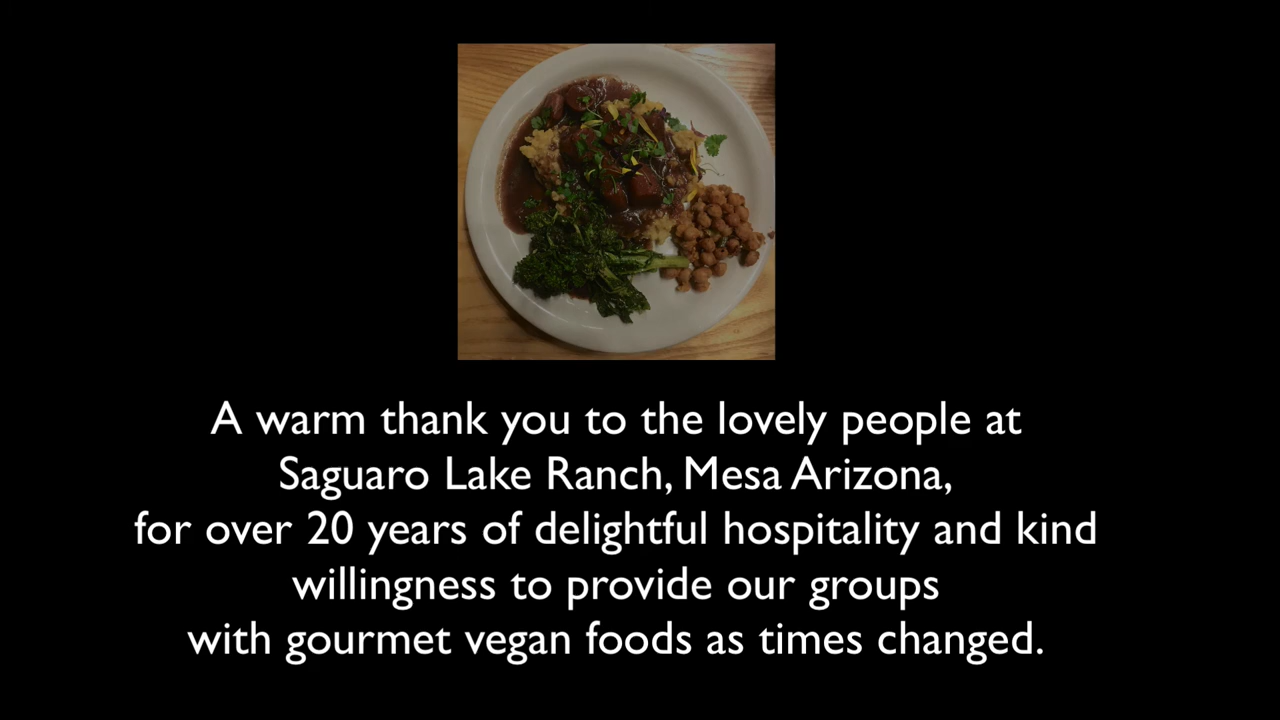 A warm thank you to the lovely people at
Saguaro Lake Ranch, Mesa Arizona,
for over 20 years of delightful hospitality and kind
willingness to provide our groups
with gourmet vegan foods as times changed.